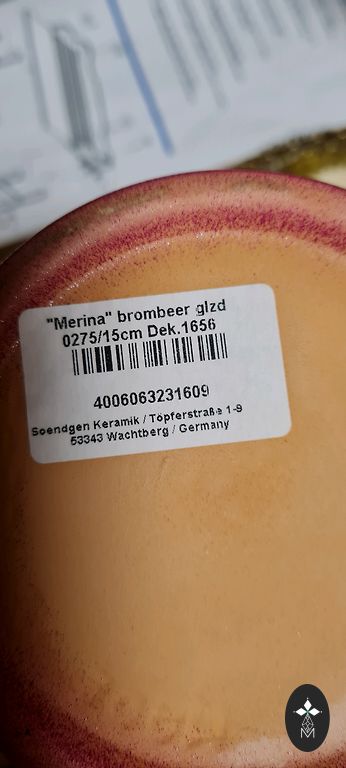 "Merina" brombeer glzd
0275/15cm Dek.1656
4006063231609
Soendgen Keramik / Töpferstraße 1-9
53343 Wachtberg / Germany